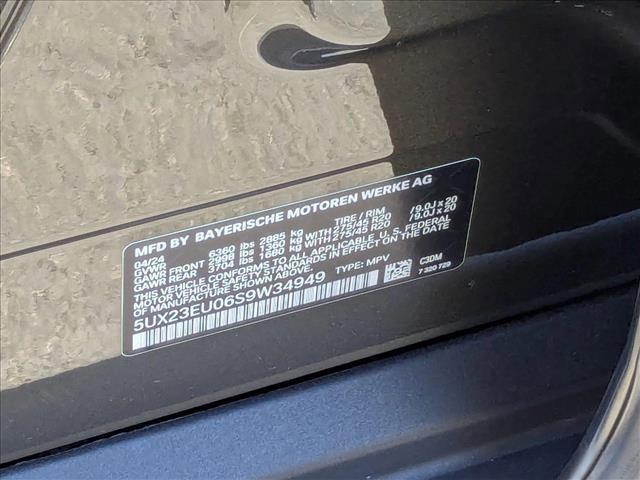 MFD BY BAYERISCHE MOTOREN WERKE AG
04/24 TIRE / RIM
GVWR 6360 lbs 2885 kg
GAWR FRONT 2998 lbs 1360 kg WITH 275/45 R20 /9.0J x 20
GAWR REAR 3704 lbs 1680 kg WITH 275/45 R20 /9.0J x 20
THIS VEHICLE CONFORMS TO ALL APPLICABLE U. S. FEDERAL
MOTOR VEHICLE SAFETY STANDARDS IN EFFECT ON THE DATE
OF MANUFACTURE SHOWN ABOVE.
5UX23EU06S9W34949 TYPE: MPV C3DM
7 320 729